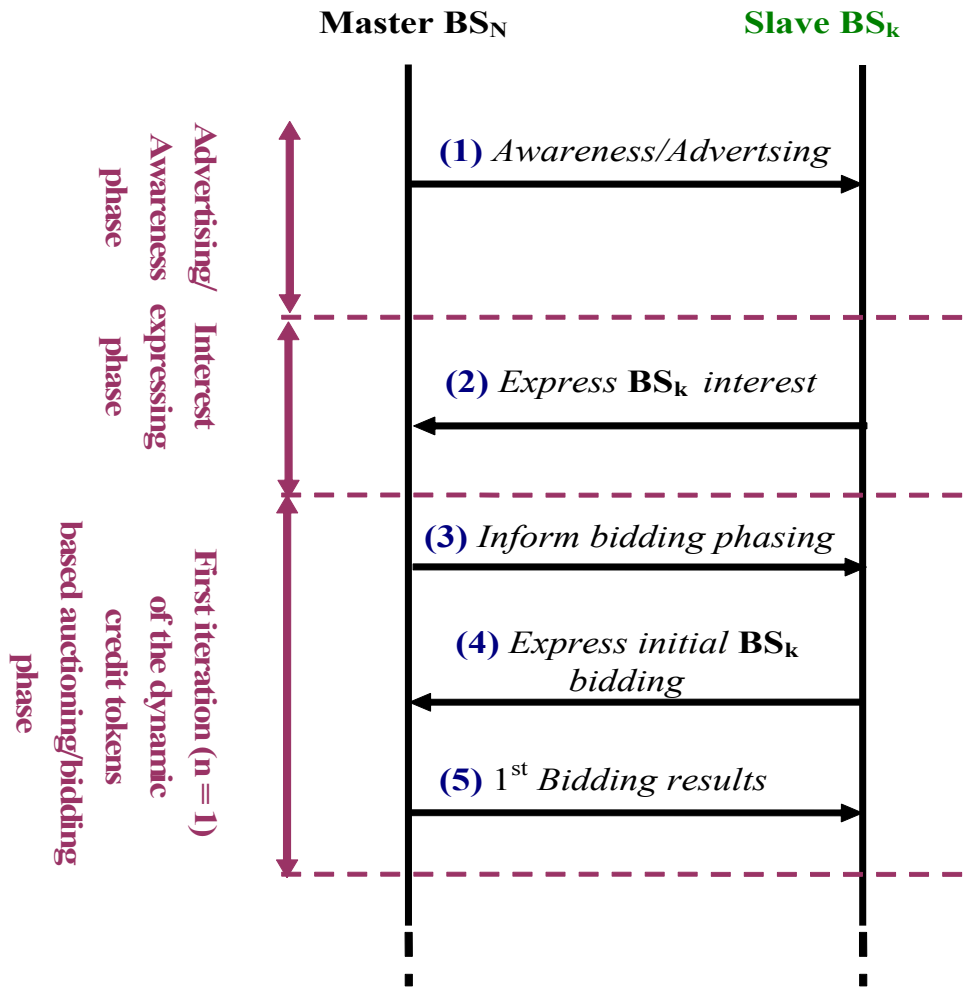 Master BSN
Slave BSk
Advertising/
Awareness
phase
(1) Awareness/Advertsing
Interest
expressing
phase
(2) Express BSk interest
First iteration (n = 1)
of the dynamic
credit tokens
based auctioning/bidding
phase
(3) Inform bidding phasing
(4) Express initial BSk
bidding
(5) 1st Bidding results